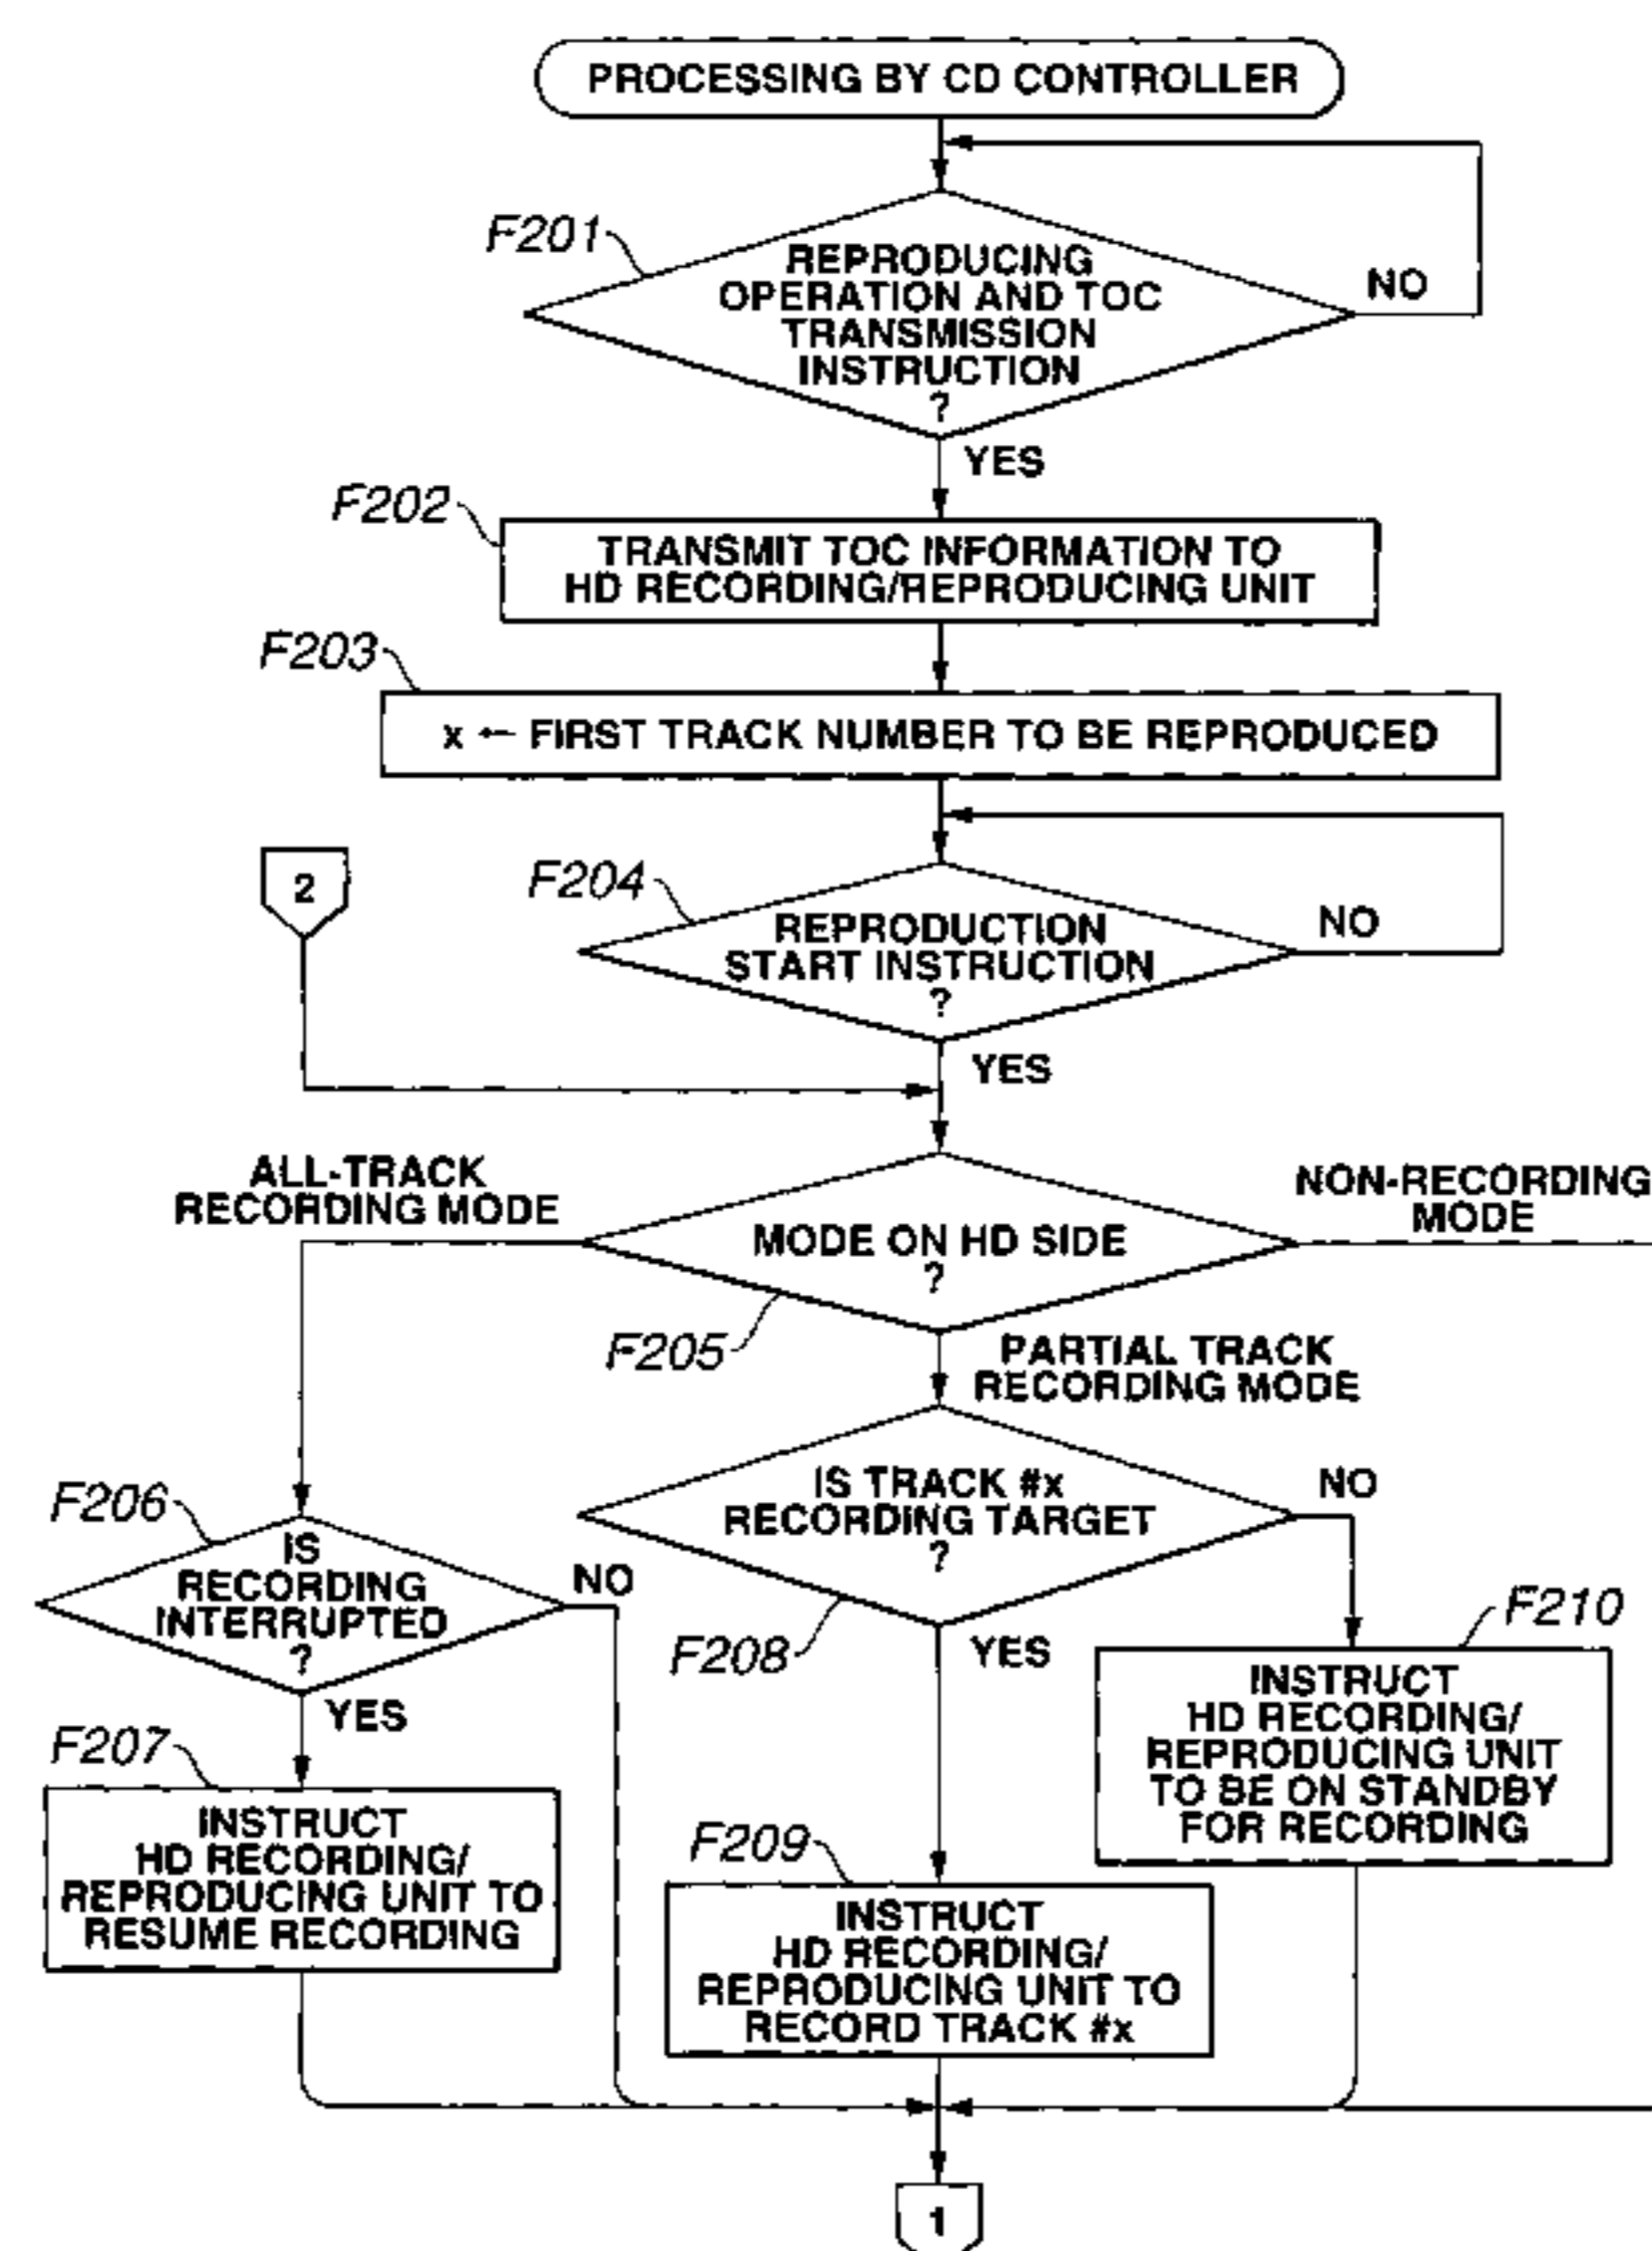 PROCESSING BY CD CONTROLLER
F201
REPRODUCING
OPERATION AND TOC
TRANSMISSION
INSTRUCTION
?
NO
YES
F202
TRANSMIT TOC INFORMATION TO
HD RECORDING/REPRODUCING UNIT
F203
x ← FIRST TRACK NUMBER TO BE REPRODUCED
2
F204
REPRODUCTION
START INSTRUCTION
?
NO
YES
ALL-TRACK
RECORDING MODE
NON-RECORDING
MODE
MODE ON HD SIDE
?
F205
PARTIAL TRACK
RECORDING MODE
F206
IS
RECORDING
INTERRUPTED
?
NO
YES
IS TRACK #x
RECORDING TARGET
?
NO
F208
YES
F210
INSTRUCT
HD RECORDING/
REPRODUCING UNIT
TO BE ON STANDBY
FOR RECORDING
F207
INSTRUCT
HD RECORDING/
REPRODUCING UNIT TO
RESUME RECORDING
F209
INSTRUCT
HD RECORDING/
REPRODUCING UNIT TO
RECORD TRACK #x
1